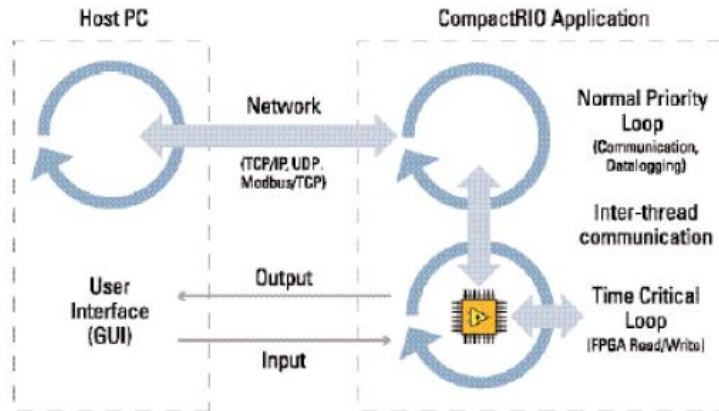 Host PC
CompactRIO Application
Network
(TCP/IP, UDP,
Modbus/TCP)
Normal Priority
Loop
(Communication,
Datalogging)
Inter-thread
communication
User
Interface
(GUI)
Output
Input
Time Critical
Loop
(FPGA Read/Write)